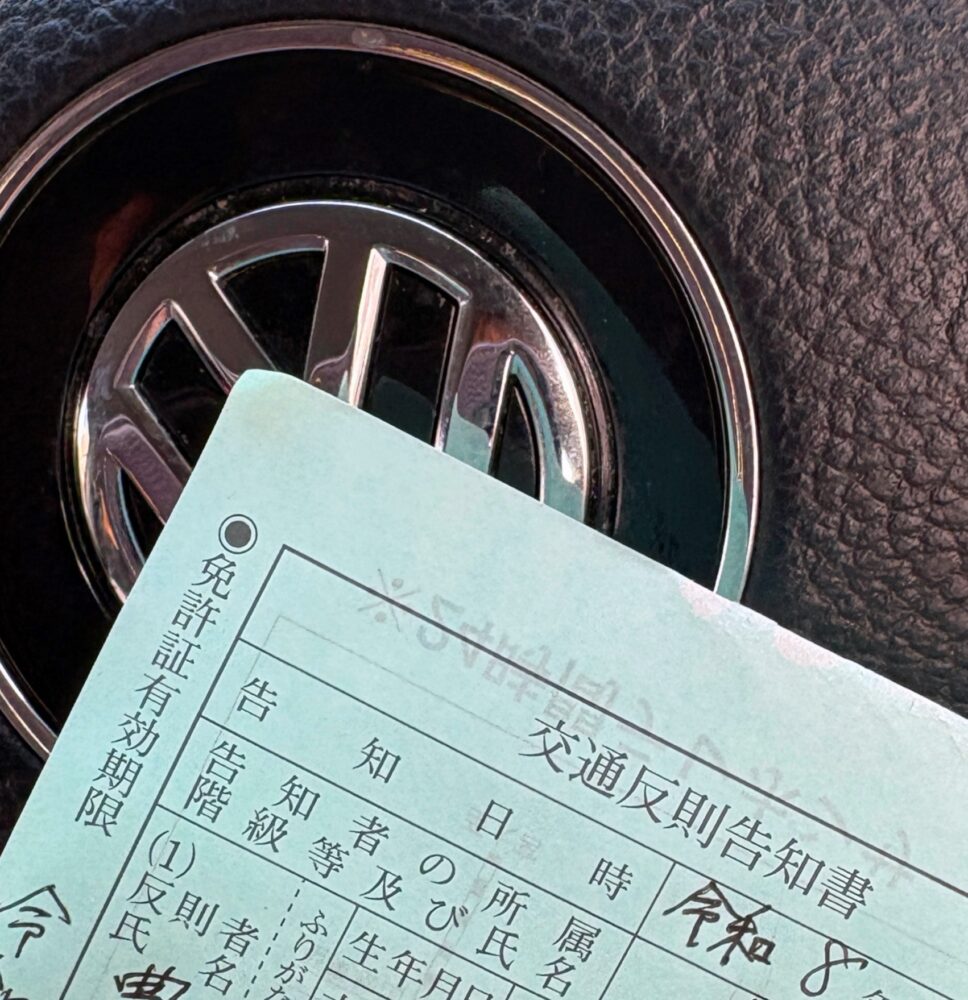 交通反則告知書
告知日時
令和8
告知者の所属
階級等及び氏名
(1)
反則者
氏名
ふりがな
生年月日
●免許証有効期限
令